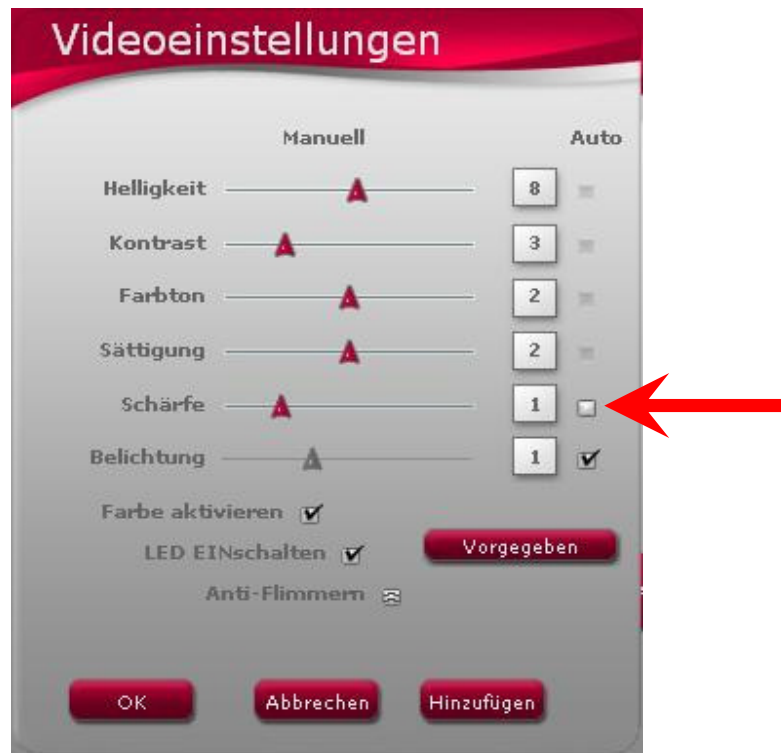 Videoeinstellungen
Manuell Auto
Helligkeit 8
Kontrast 3
Farbton 2
Sättigung 2
Schärfe 1
Belichtung 1
Farbe aktivieren
LED EINschalten Vorgegeben
Anti-Flimmern
OK Abbrechen Hinzufügen